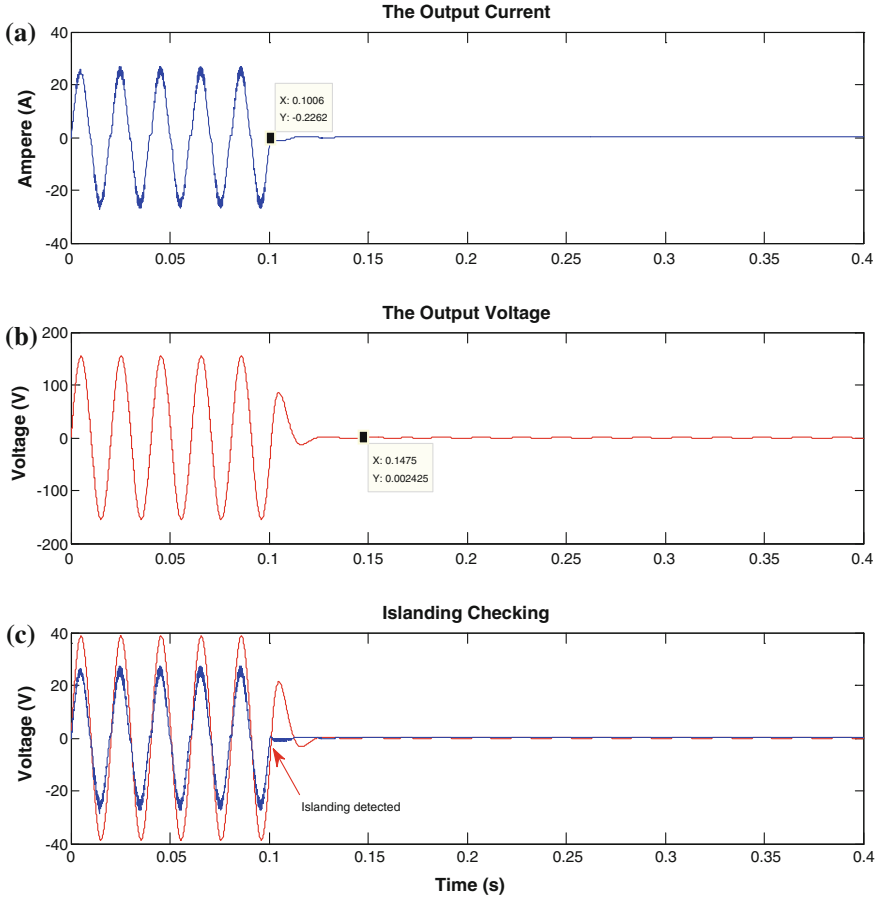 The Output Current
(a)
40
20
0
-20
-40
Ampere (A)
X: 0.1006
Y: -0.2262
0 0.05 0.1 0.15 0.2 0.25 0.3 0.35 0.4
The Output Voltage
(b)
200
100
0
-100
-200
Voltage (V)
X: 0.1475
Y: 0.002425
0 0.05 0.1 0.15 0.2 0.25 0.3 0.35 0.4
Islanding Checking
(c)
40
20
0
-20
-40
Voltage (V)
Islanding detected
0 0.05 0.1 0.15 0.2 0.25 0.3 0.35 0.4
Time (s)